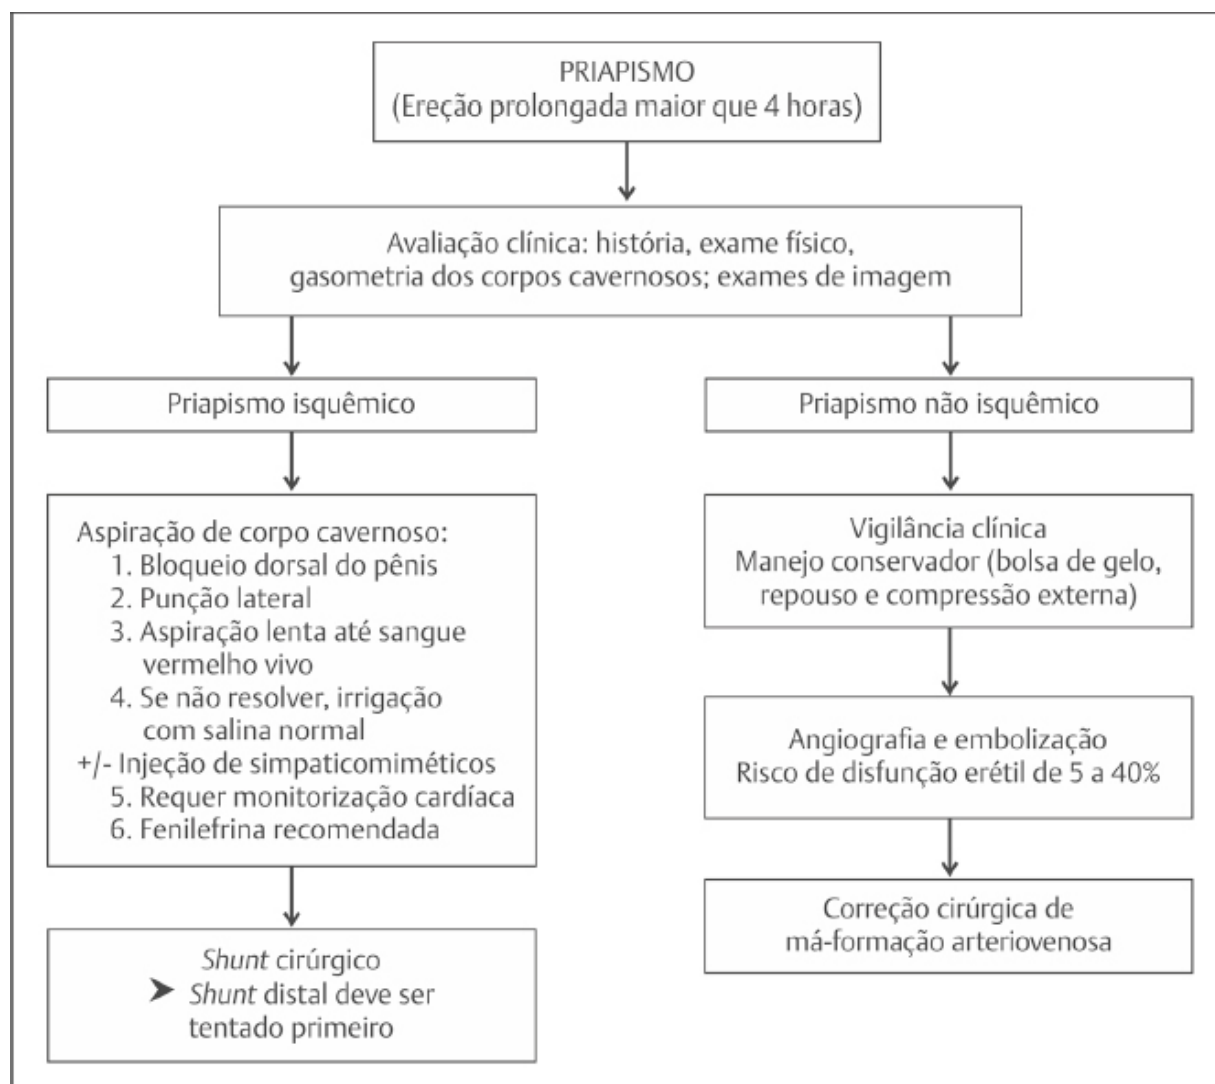 PRIAPISMO
(Ereção prolongada maior que 4 horas)
Avaliação clínica: história, exame físico,
gasometria dos corpos cavernosos; exames de imagem
Priapismo isquêmico
Aspiração de corpo cavernoso:
1. Bloqueio dorsal do pênis
2. Punção lateral
3. Aspiração lenta até sangue
vermelho vivo
4. Se não resolver, irrigação
com salina normal
+/- Injeção de simpaticomiméticos
5. Requer monitorização cardíaca
6. Fenilefrina recomendada
Shunt cirúrgico
➤ Shunt distal deve ser
tentado primeiro
Priapismo não isquêmico
Vigilância clínica
Manejo conservador (bolsa de gelo,
repouso e compressão externa)
Angiografia e embolização
Risco de disfunção erétil de 5 a 40%
Correção cirúrgica de
má-formação arteriovenosa